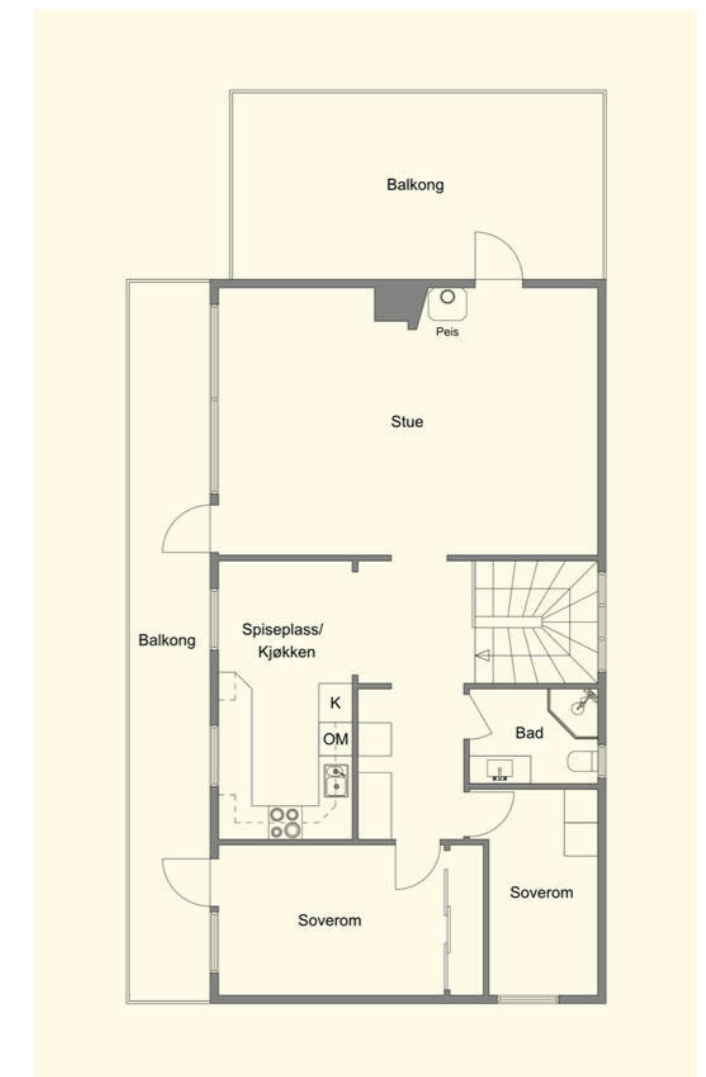 Balkong
Peis
Stue
Balkong
Spiseplass/
Kjøkken
K
OM
Bad
Soverom
Soverom